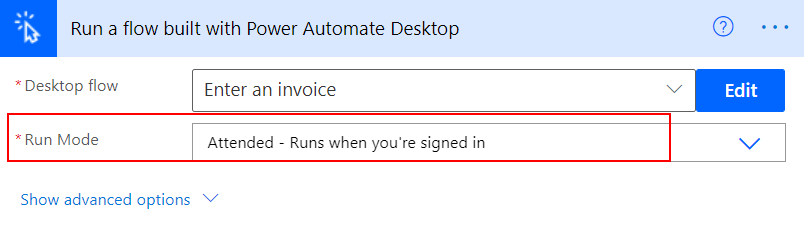 Run a flow built with Power Automate Desktop
* Desktop flow Enter an invoice Edit
* Run Mode Attended - Runs when you're signed in
Show advanced options